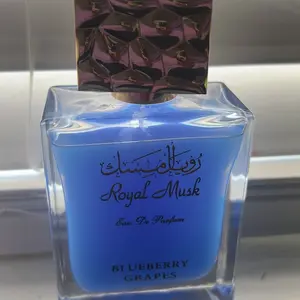 رويال مسك
Royal Musk
Eau De Parfum
BLUEBERRY
GRAPES